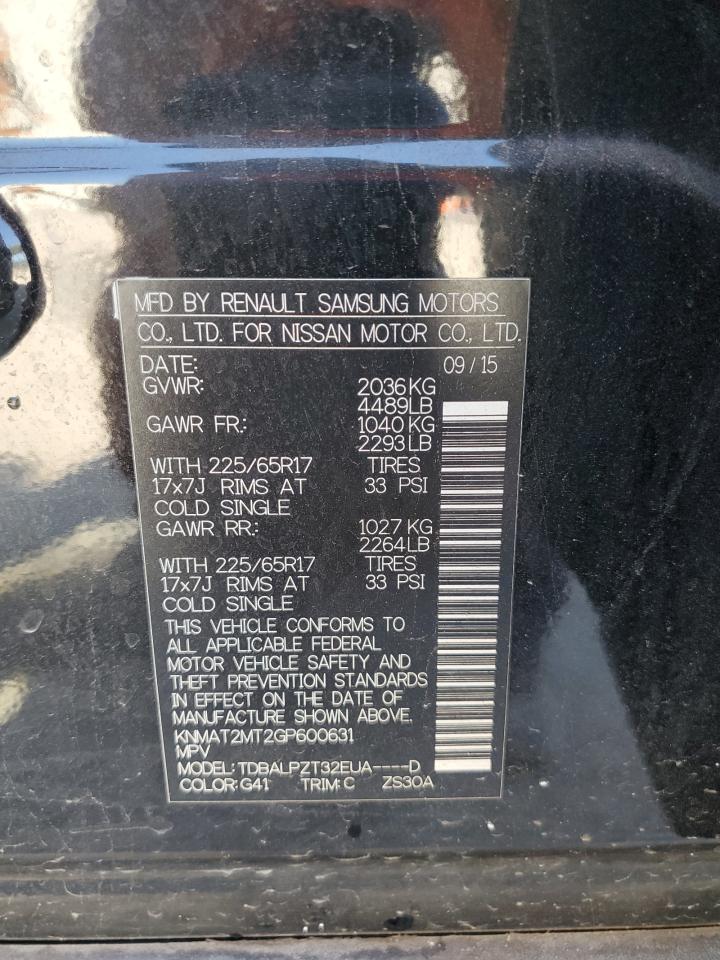 MFD BY RENAULT SAMSUNG MOTORS
CO., LTD. FOR NISSAN MOTOR CO., LTD.
DATE: 09/15
GVWR: 2036KG
4489LB
GAWR FR.: 1040 KG
2293LB
WITH 225/65R17 TIRES
17x7J RIMS AT 33 PSI
COLD SINGLE
GAWR RR.: 1027 KG
2264LB
WITH 225/65R17 TIRES
17x7J RIMS AT 33 PSI
COLD SINGLE
THIS VEHICLE CONFORMS TO
ALL APPLICABLE FEDERAL
MOTOR VEHICLE SAFETY AND
THEFT PREVENTION STANDARDS
IN EFFECT ON THE DATE OF
MANUFACTURE SHOWN ABOVE.
KNMAT2MT2GP600631
MPV
MODEL: TDBALPZT32EUA----D
COLOR: G41 TRIM: C ZS30A